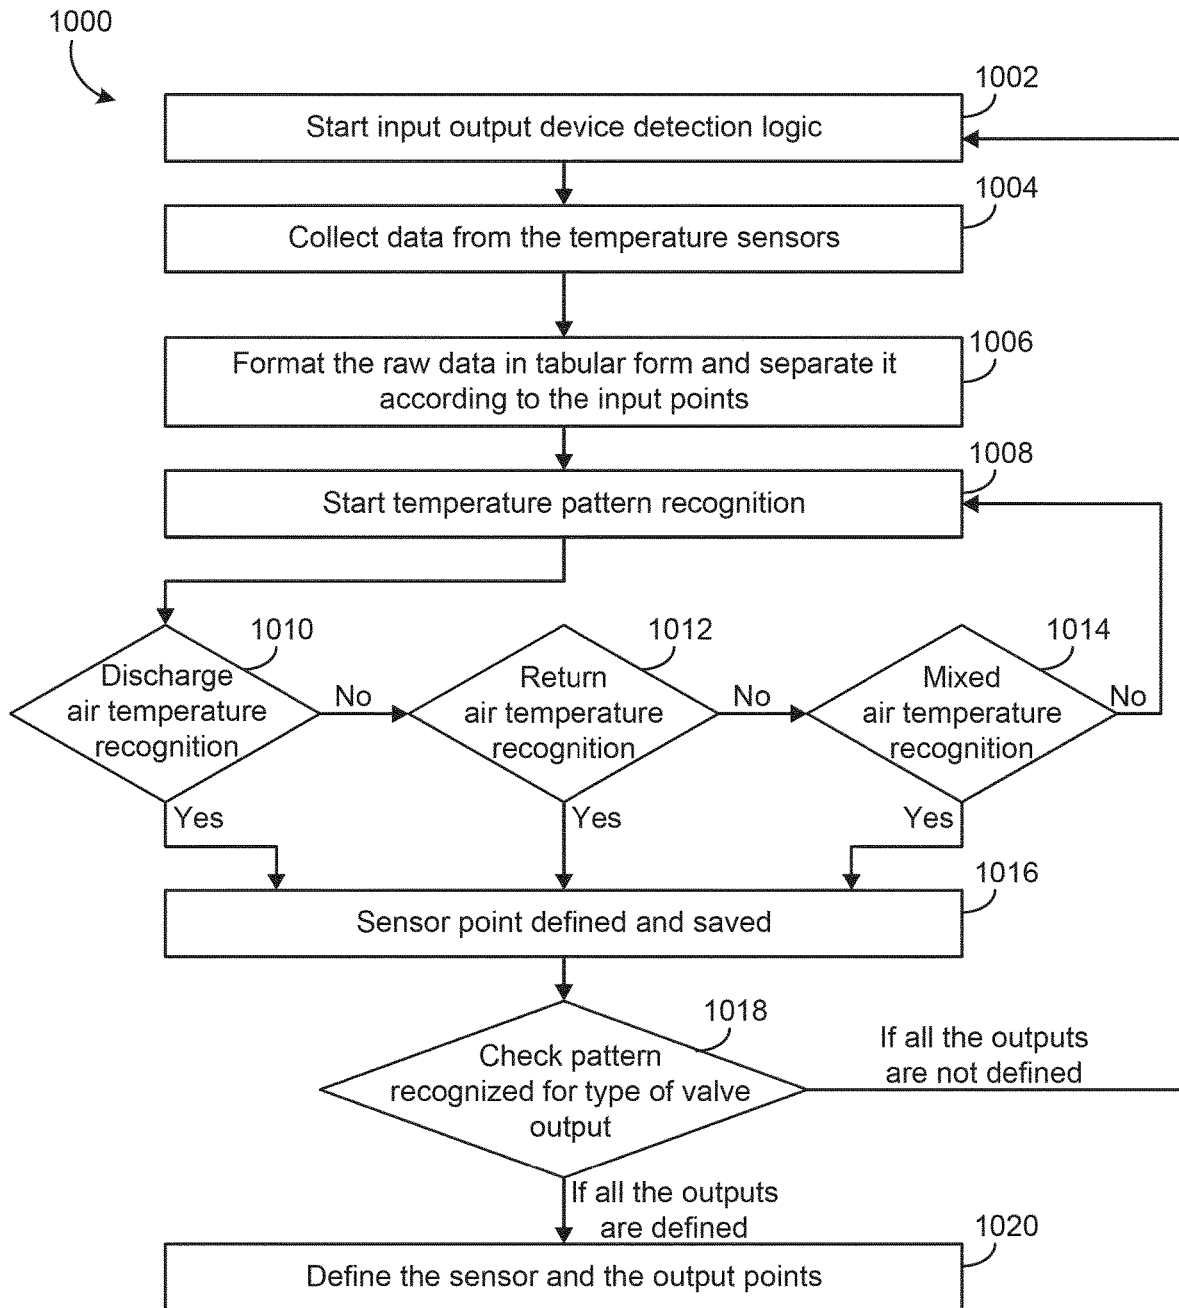 1000
1002
Start input output device detection logic
1004
Collect data from the temperature sensors
1006
Format the raw data in tabular form and separate it
according to the input points
1008
Start temperature pattern recognition
1010
Discharge
air temperature
recognition
No
1012
Return
air temperature
recognition
No
1014
Mixed
air temperature
recognition
No
Yes
Yes
Yes
1016
Sensor point defined and saved
1018
Check pattern
recognized for type of valve
output
If all the outputs
are not defined
If all the outputs
are defined
1020
Define the sensor and the output points